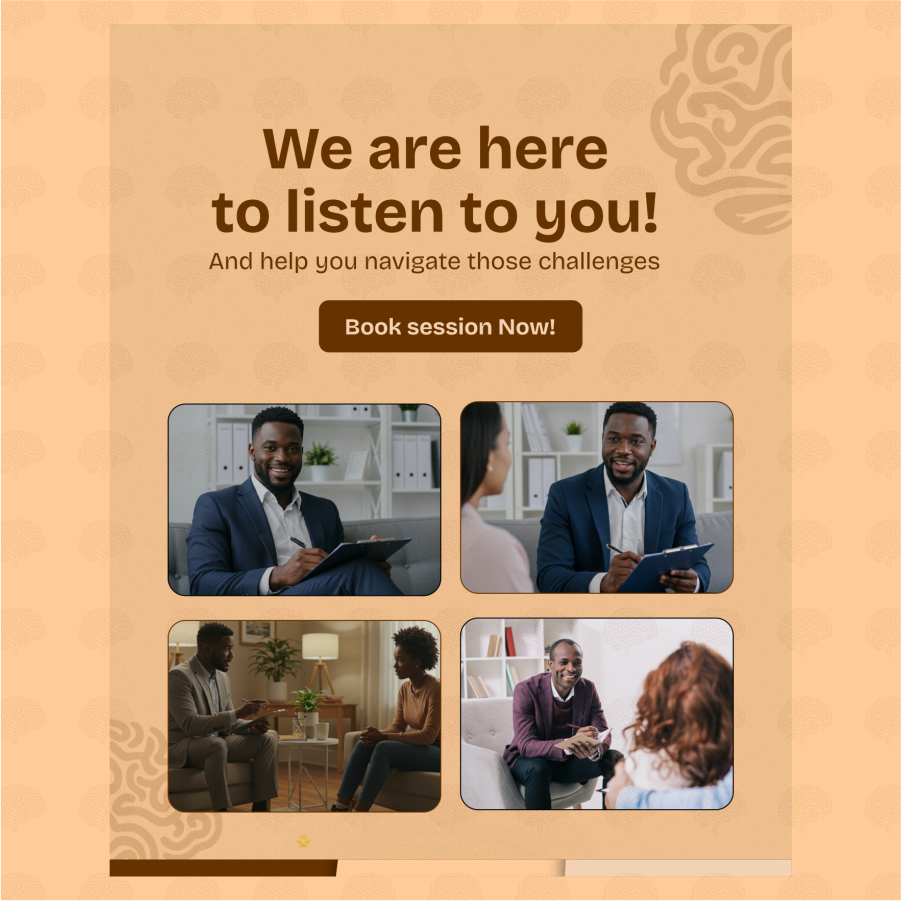 We are here
to listen to you!
And help you navigate those challenges
Book session Now!